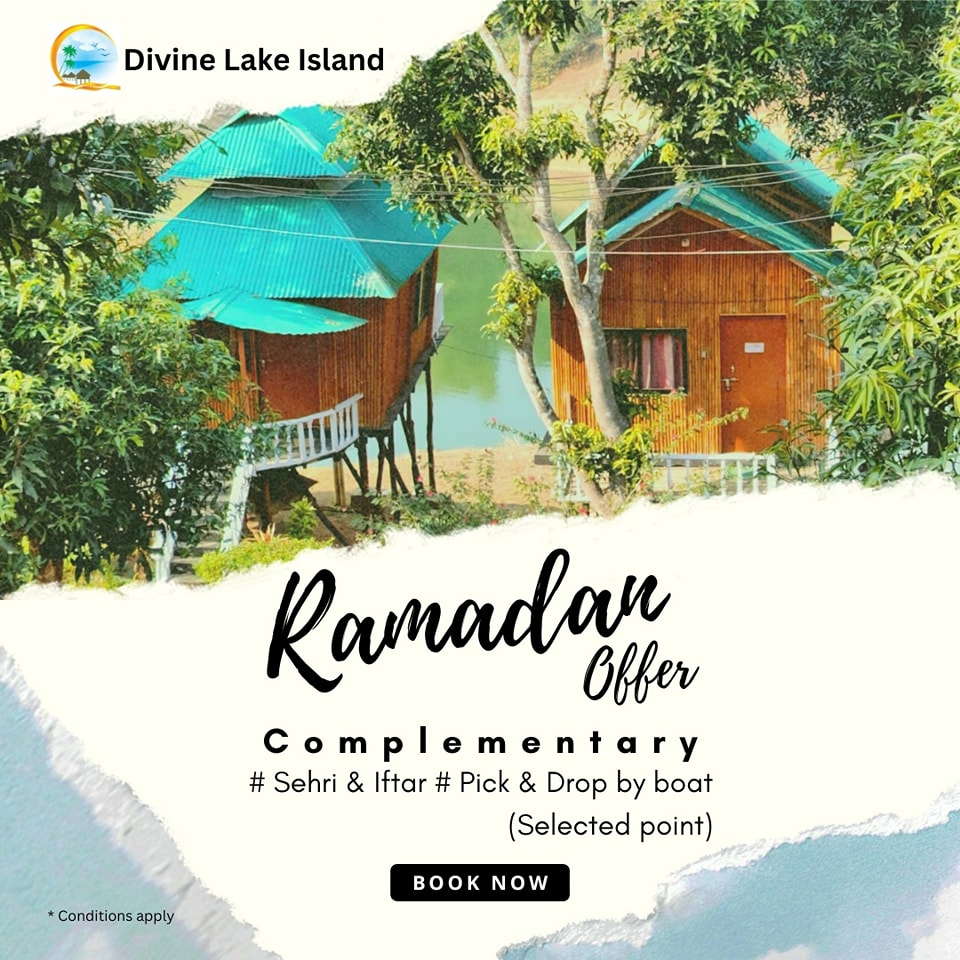 Divine Lake Island
Ramadan
Offer
Complementary
# Sehri & Iftar # Pick & Drop by boat
(Selected point)
BOOK NOW
* Conditions apply